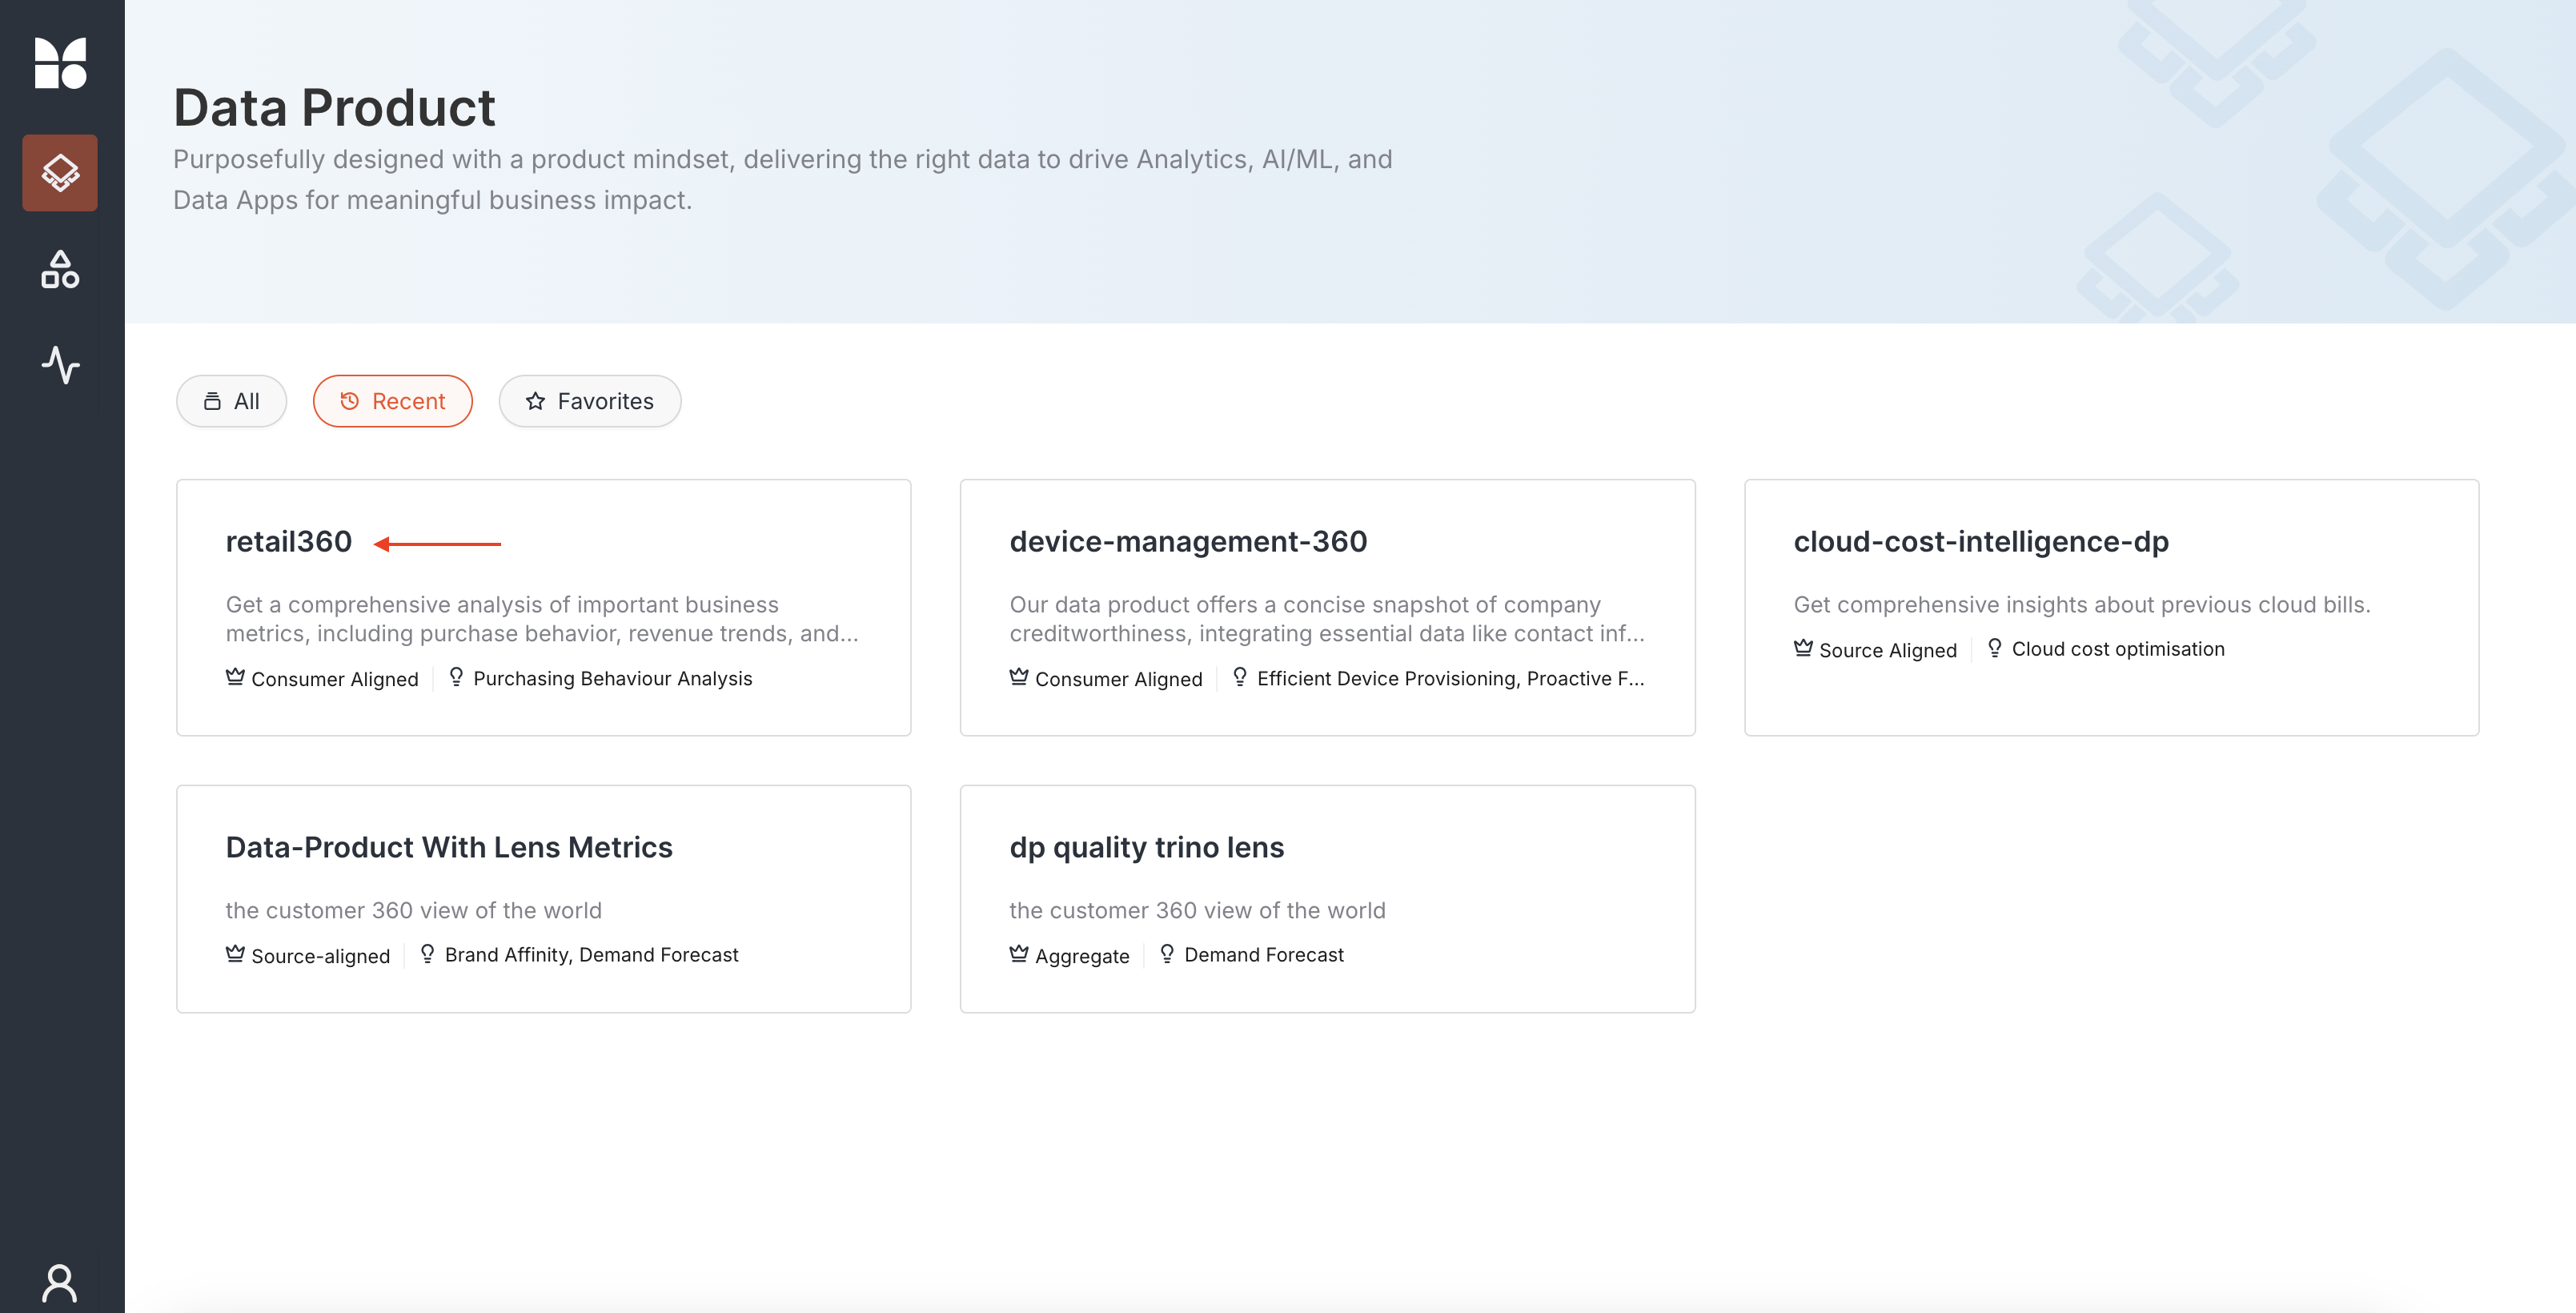 Data Product
Purposefully designed with a product mindset, delivering the right data to drive Analytics, AI/ML, and
Data Apps for meaningful business impact.
All
Recent
Favorites
retail360
Get a comprehensive analysis of important business
metrics, including purchase behavior, revenue trends, and...
Consumer Aligned
Purchasing Behaviour Analysis
device-management-360
Our data product offers a concise snapshot of company
creditworthiness, integrating essential data like contact inf...
Consumer Aligned
Efficient Device Provisioning, Proactive F...
cloud-cost-intelligence-dp
Get comprehensive insights about previous cloud bills.
Source Aligned
Cloud cost optimisation
Data-Product With Lens Metrics
the customer 360 view of the world
Source-aligned
Brand Affinity, Demand Forecast
dp quality trino lens
the customer 360 view of the world
Aggregate
Demand Forecast